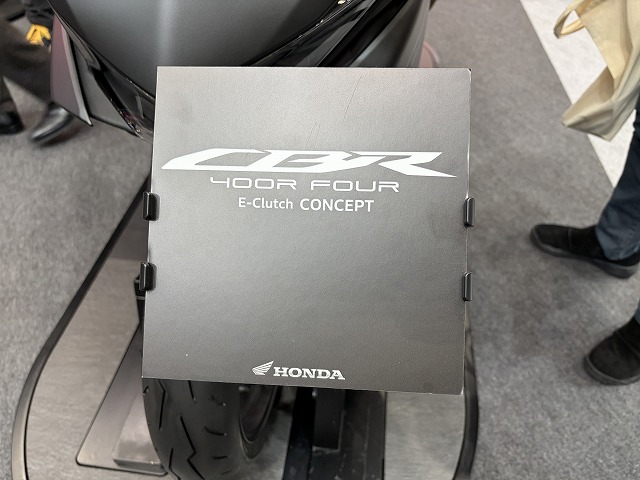 CBR
400R FOUR
E-Clutch CONCEPT
HONDA